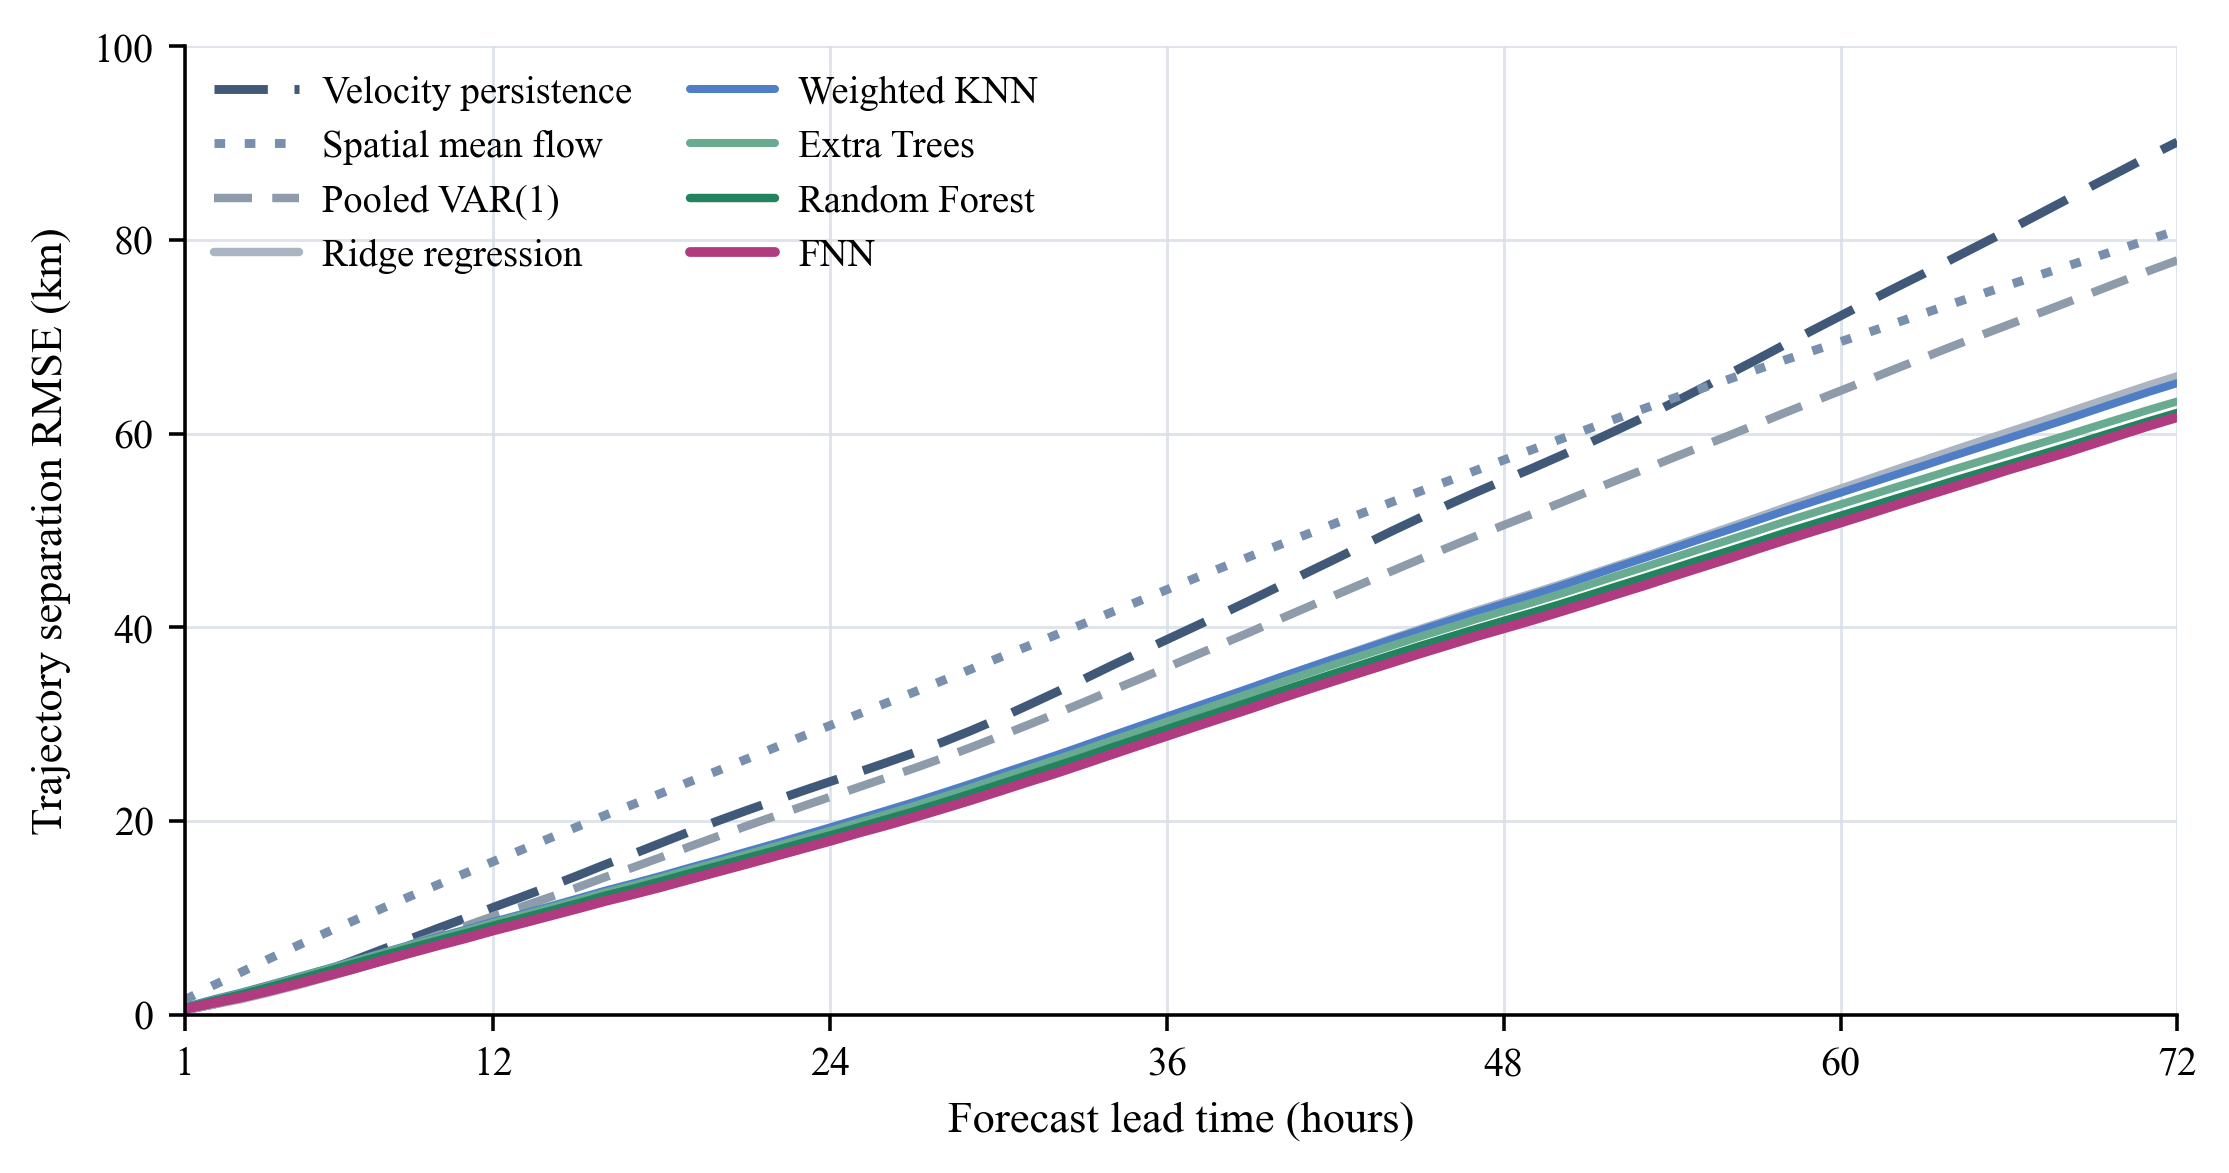 Trajectory separation RMSE (km)
100
80
60
40
20
0
Velocity persistence
Spatial mean flow
Pooled VAR(1)
Ridge regression
Weighted KNN
Extra Trees
Random Forest
FNN
1 12 24 36 48 60 72
Forecast lead time (hours)